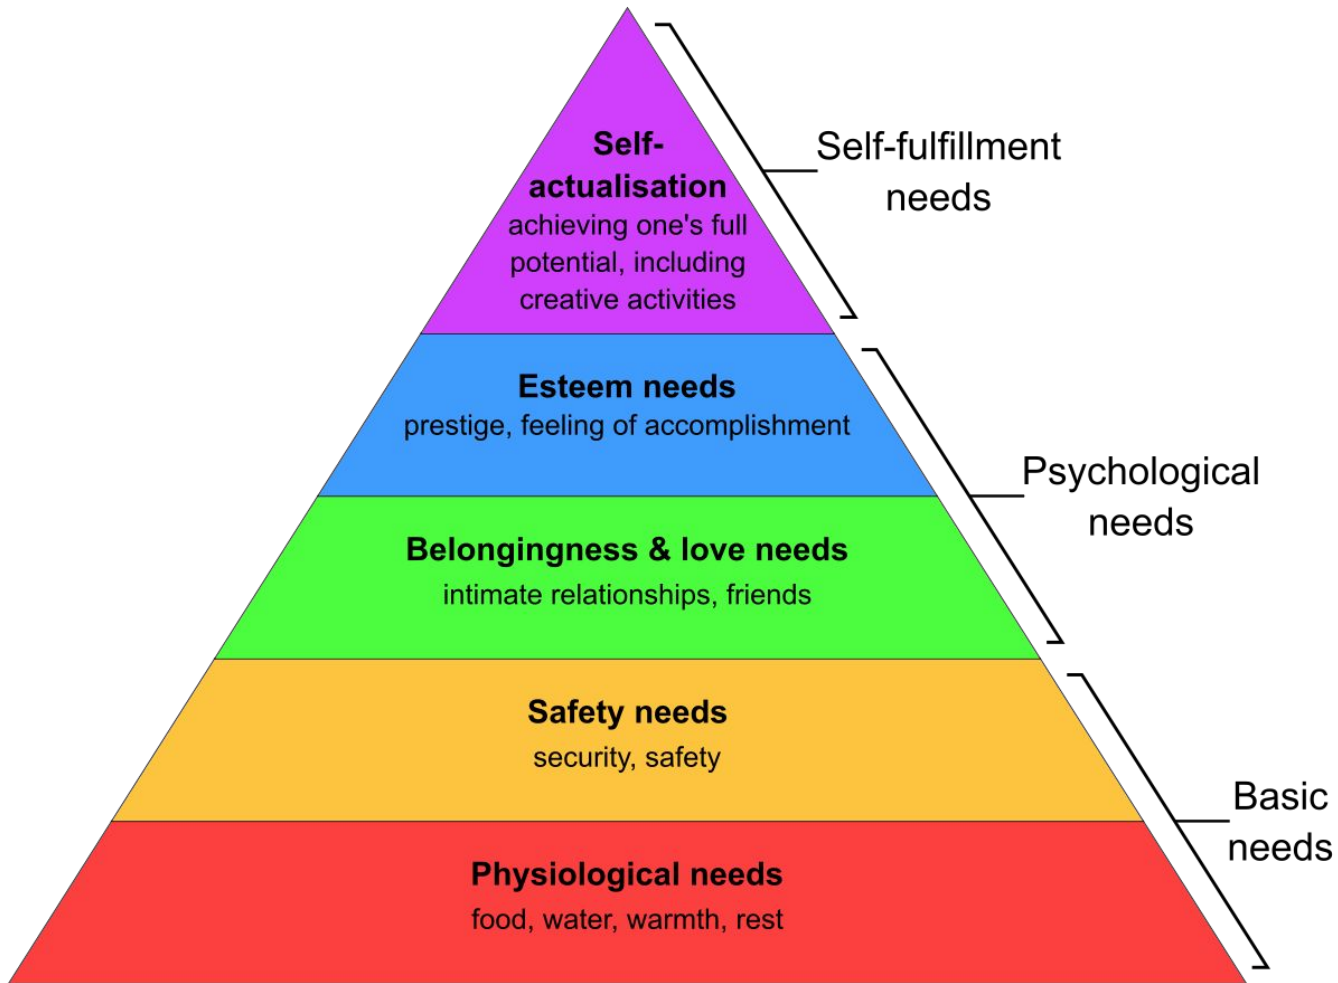 Self-
actualisation
achieving one's full
potential, including
creative activities
Self-fulfillment
needs
Esteem needs
prestige, feeling of accomplishment
Psychological
needs
Belongingness & love needs
intimate relationships, friends
Safety needs
security, safety
Basic
needs
Physiological needs
food, water, warmth, rest